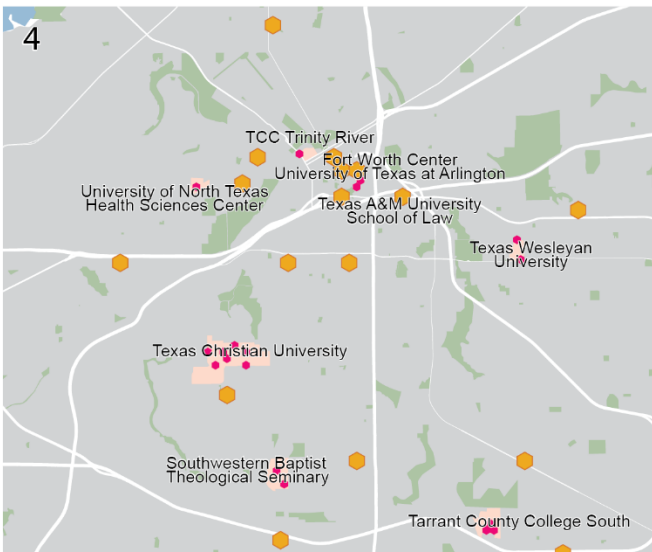 4
TCC Trinity River
Fort Worth Center
University of Texas at Arlington
University of North Texas
Health Sciences Center
Texas A&M University
School of Law
Texas Wesleyan
University
Texas Christian University
Southwestern Baptist
Theological Seminary
Tarrant County College South